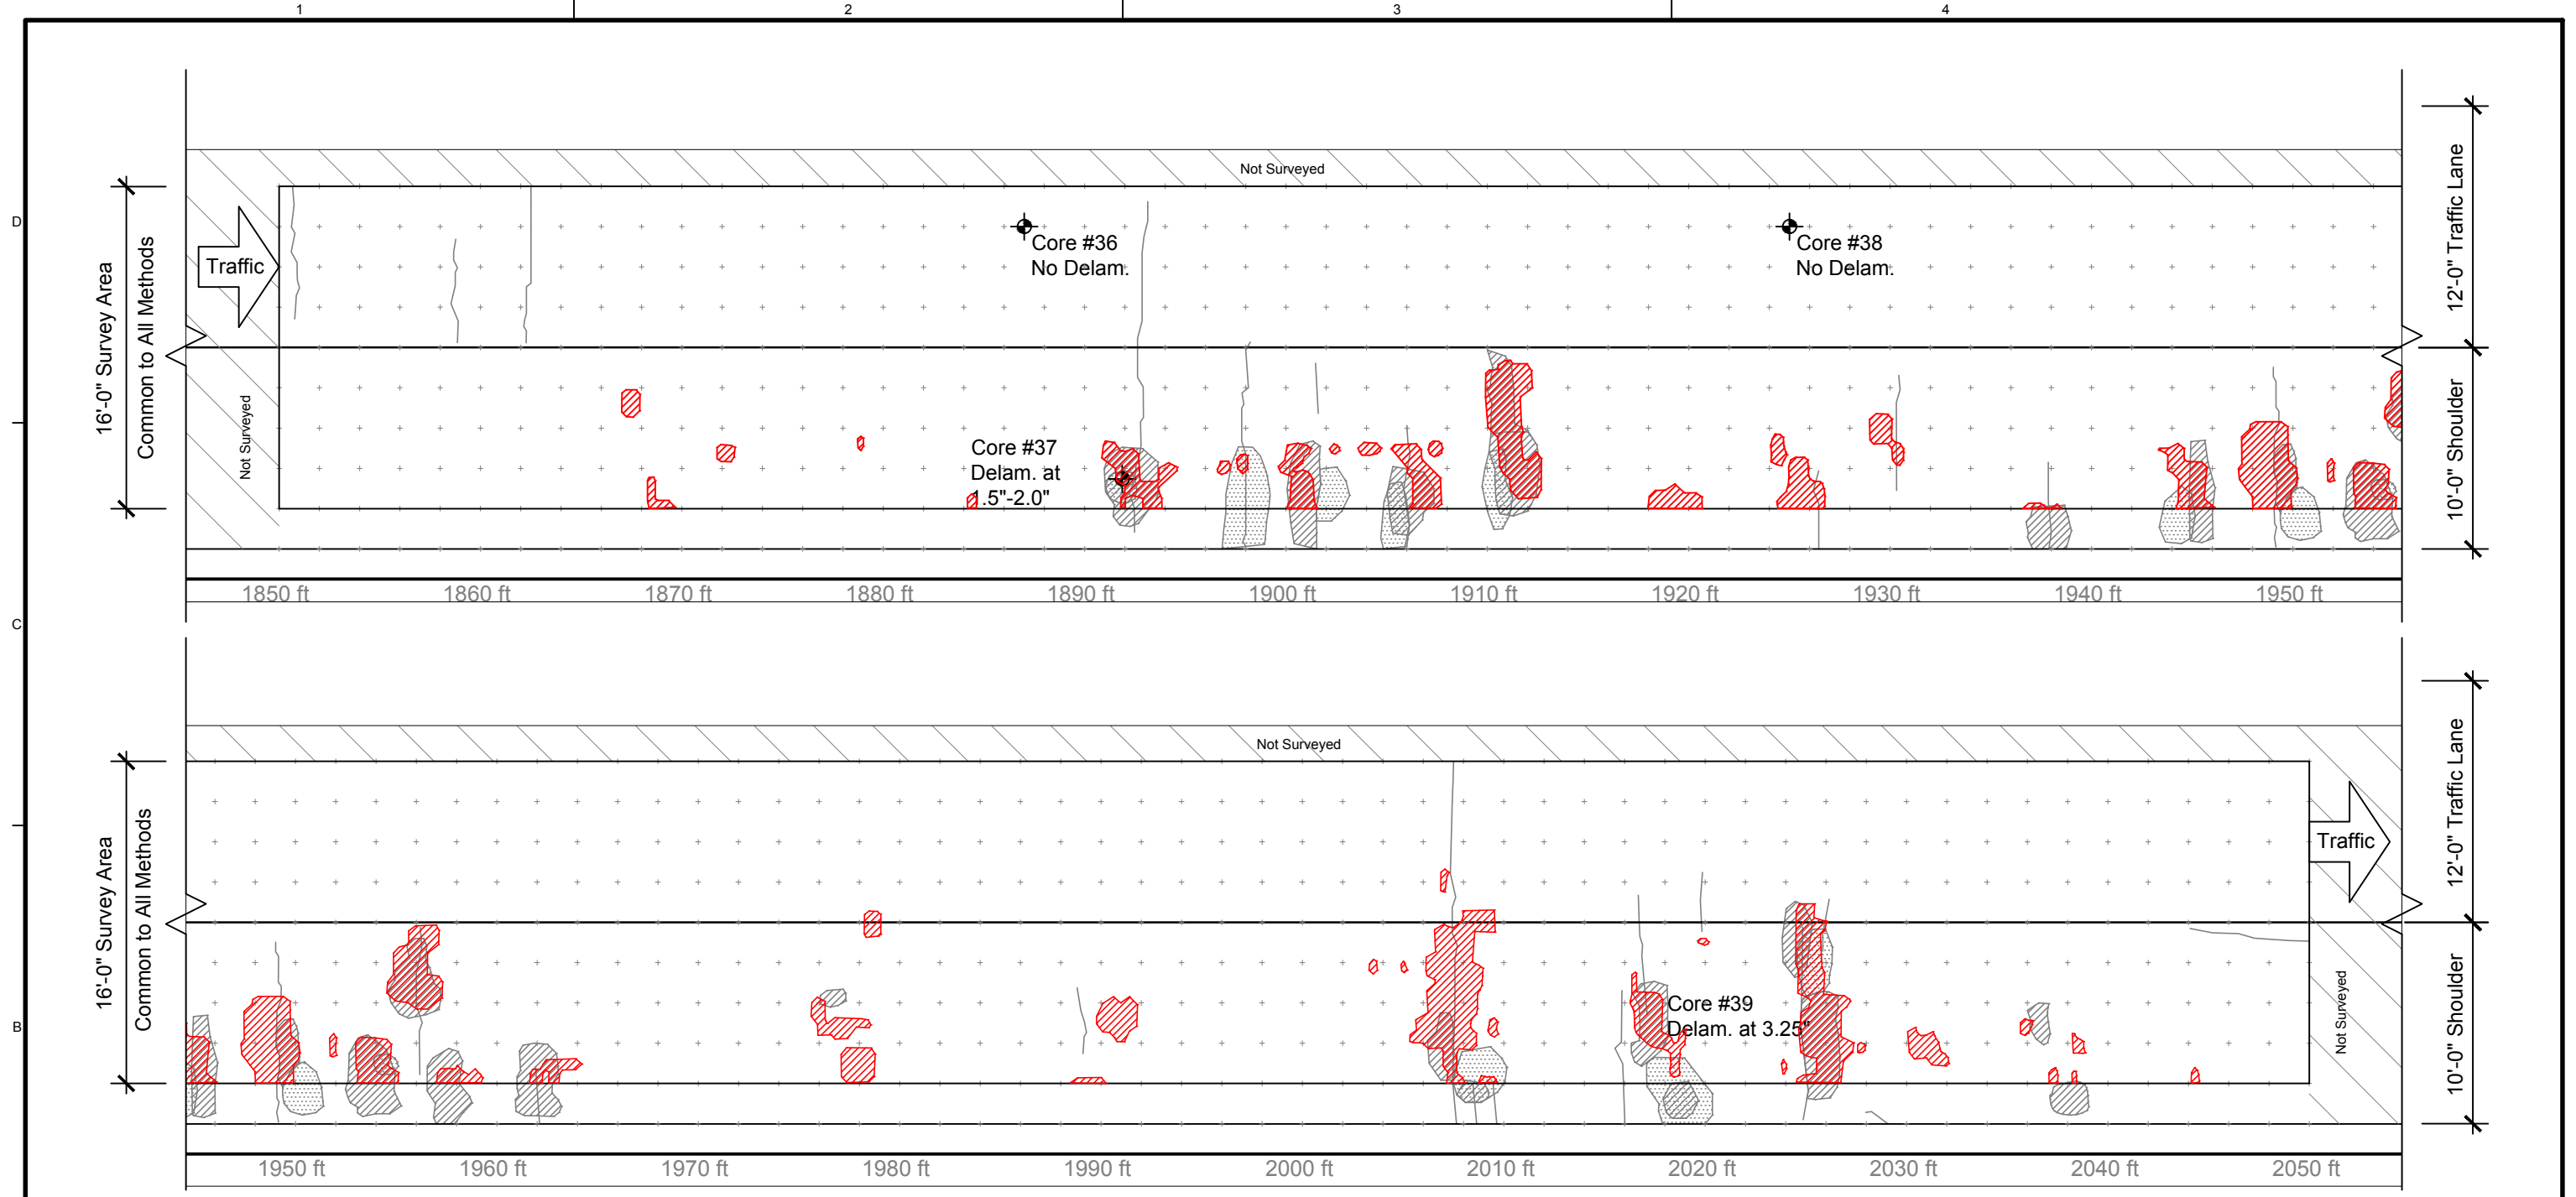 1 2 3 4
D
C
B
Not Surveyed
12'-0" Traffic Lane
16'-0" Survey Area
Common to All Methods
Traffic
Core #36
No Delam.
Core #38
No Delam.
Not Surveyed
Core #37
Delam. at
1.5"-2.0"
10'-0" Shoulder
1850 ft 1860 ft 1870 ft 1880 ft 1890 ft 1900 ft 1910 ft 1920 ft 1930 ft 1940 ft 1950 ft
Not Surveyed
12'-0" Traffic Lane
16'-0" Survey Area
Common to All Methods
Traffic
Core #39
Delam. at 3.25"
Not Surveyed
10'-0" Shoulder
1950 ft 1960 ft 1970 ft 1980 ft 1990 ft 2000 ft 2010 ft 2020 ft 2030 ft 2040 ft 2050 ft